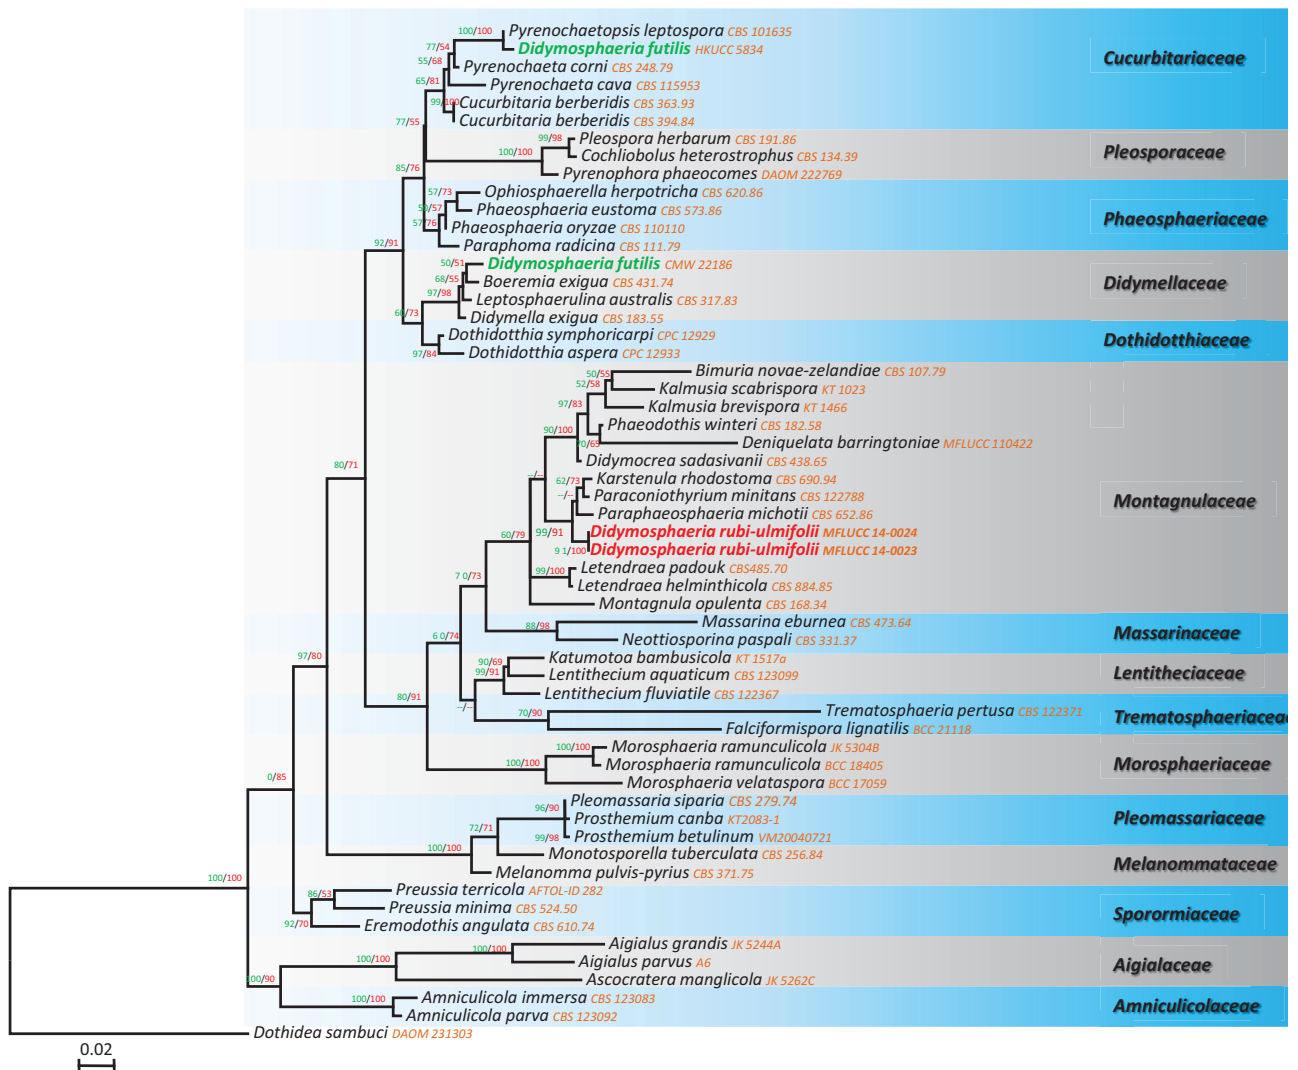 100/100
Pyrenochaetopsis leptospora CBS 101635
77/54
Didymosphaeria futilis HKUCC 5834
Cucurbitariaceae
55/68
Pyrenochaeta corni CBS 248.79
65/81
Pyrenochaeta cava CBS 115953
99/100
Cucurbitaria berberidis CBS 363.93
77/55
Cucurbitaria berberidis CBS 394.84
99/98
Pleospora herbarum CBS 191.86
100/100
Cochliobolus heterostrophus CBS 134.39
Pleosporaceae
85/76
Pyrenophora phaeocomes DAOM 222769
57/73
Ophiosphaerella herpotricha CBS 620.86
Phaeosphaeria eustoma CBS 573.86
Phaeosphaeriaceae
57/76
Phaeosphaeria oryzae CBS 110110
92/91
Paraphoma radicina CBS 111.79
50/51
Didymosphaeria futilis CMW 22186
68/55
Boeremia exigua CBS 431.74
Didymellaceae
97/98
Leptosphaerulina australis CBS 317.83
60/73
Didymella exigua CBS 183.55
Dothidotthia symphoricarpi CPC 12929
Dothidotthiaceae
97/84
Dothidotthia aspera CPC 12933
50/55
Bimuria novae-zelandiae CBS 107.79
52/58
Kalmusia scabrispora KT 1023
97/83
Kalmusia brevispora KT 1466
90/100
Phaeodothis winteri CBS 182.58
70/65
Deniquelata barringtoniae MFLUCC 110422
80/71
Didymocrea sadasivanii CBS 438.65
--/--
62/73
Karstenula rhodostoma CBS 690.94
--/--
Paraconiothyrium minitans CBS 122788
Montagnulaceae
Paraphaeosphaeria michotii CBS 652.86
60/79
99/91
Didymosphaeria rubi-ulmifolii MFLUCC 14-0024
9 1/100
Didymosphaeria rubi-ulmifolii MFLUCC 14-0023
7 0/73
99/100
Letendraea padouk CBS485.70
Letendraea helminthicola CBS 884.85
Montagnula opulenta CBS 168.34
6 0/74
88/98
Massarina eburnea CBS 473.64
Massarinaceae
Neottiosporina paspali CBS 331.37
97/80
90/69
Katumotoa bambusicola KT 1517a
99/91
Lentithecium aquaticum CBS 123099
Lentitheciaceae
80/91
Lentithecium fluviatile CBS 122367
--/--
70/90
Trematosphaeria pertusa CBS 122371
Trematosphaeriaceae
Falciformispora lignatilis BCC 21118
100/100
Morosphaeria ramunculicola JK 5304B
100/100
Morosphaeria ramunculicola BCC 18405
Morosphaeriaceae
0/85
Morosphaeria velataspora BCC 17059
96/90
Pleomassaria siparia CBS 279.74
72/71
Prosthemium canba KT2083-1
Pleomassariaceae
99/98
Prosthemium betulinum VM20040721
100/100
Monotosporella tuberculata CBS 256.84
Melanommataceae
Melanomma pulvis-pyrius CBS 371.75
100/100
86/53
Preussia terricola AFTOL-ID 282
Preussia minima CBS 524.50
Sporormiaceae
92/70
Eremodothis angulata CBS 610.74
100/100
Aigialus grandis JK 5244A
100/100
Aigialus parvus A6
Aigialaceae
100/90
Ascocratera manglicola JK 5262C
100/100
Amniculicola immersa CBS 123083
Amniculicolaceae
Amniculicola parva CBS 123092
Dothidea sambuci DAOM 231303
0.02